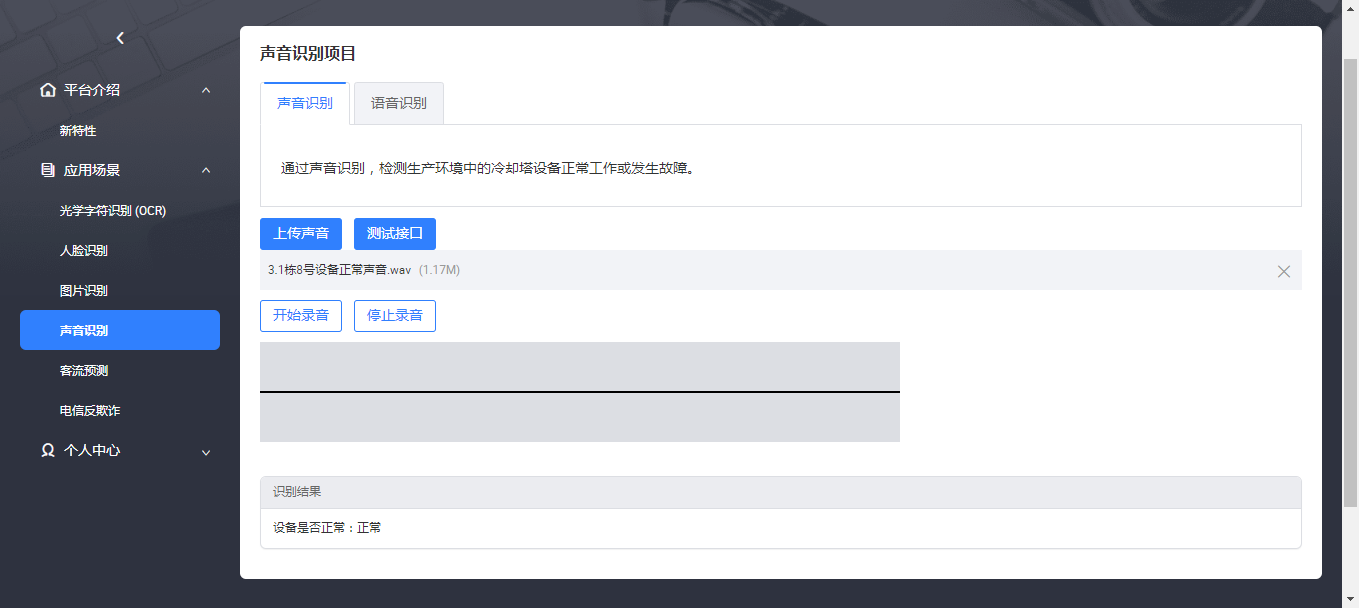 平台介绍
新特性
应用场景
光学字符识别 (OCR)
人脸识别
图片识别
声音识别
客流预测
电信反欺诈
个人中心
声音识别项目
声音识别 语音识别
通过声音识别，检测生产环境中的冷却塔设备正常工作或发生故障。
上传声音 测试接口
3.1栋8号设备正常声音.wav (1.17M)
开始录音 停止录音
识别结果
设备是否正常：正常